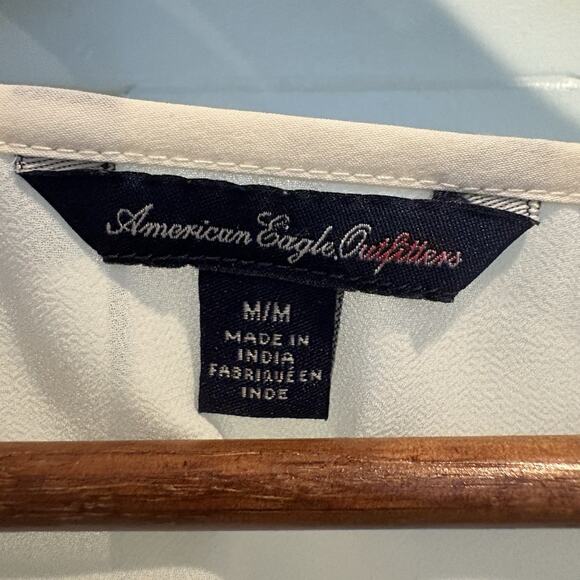 American Eagle Outfitters
M/M
MADE IN
INDIA
FABRIQUÉ EN
INDE